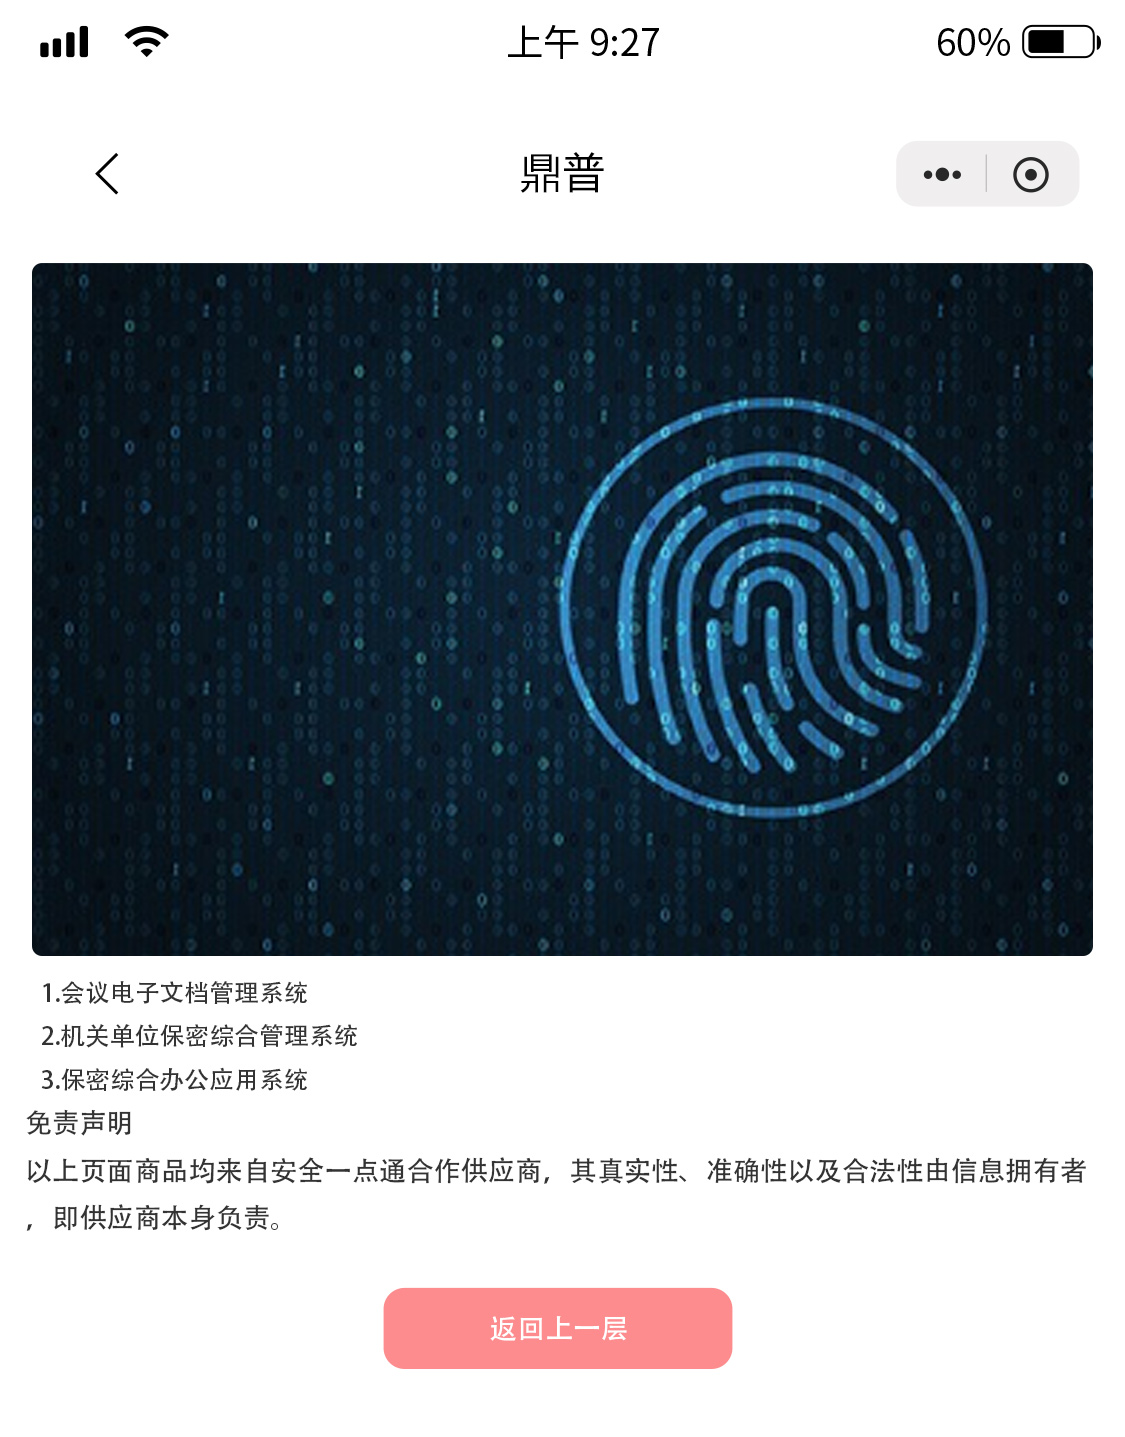 上午 9:27
60%
鼎普
1.会议电子文档管理系统
2.机关单位保密综合管理系统
3.保密综合办公应用系统
免责声明
以上页面商品均来自安全一点通合作供应商，其真实性、准确性以及合法性由信息拥有者
，即供应商本身负责。
返回上一层